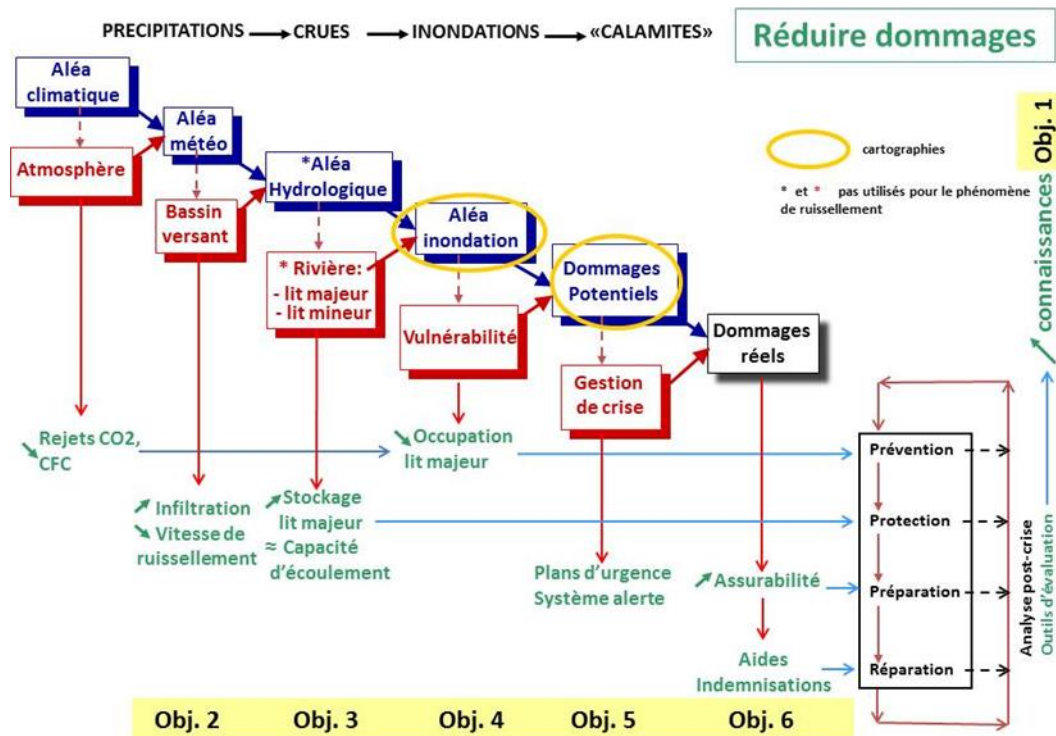 PRECIPITATIONS → CRUES → INONDATIONS → «CALAMITES»
Réduire dommages
Aléa
climatique
Atmosphère
Aléa
météo
Bassin
versant
*Aléa
Hydrologique
* Rivière:
- lit majeur
- lit mineur
Aléa
inondation
Vulnérabilité
Dommages
Potentiels
Gestion
de crise
Dommages
réels
cartographies
* et * pas utilisés pour le phénomène
de ruissellement
connaissances Obj. 1
↘ Rejets CO2,
CFC
↗ Infiltration
↘ Vitesse de
ruissellement
↗ Stockage
lit majeur
≈ Capacité
d'écoulement
↘ Occupation
lit majeur
Plans d'urgence
Système alerte
↗ Assurabilité
Aides
Indemnisations
Prévention
Protection
Préparation
Réparation
Analyse post-crise
Outils d'évaluation
Obj. 2
Obj. 3
Obj. 4
Obj. 5
Obj. 6